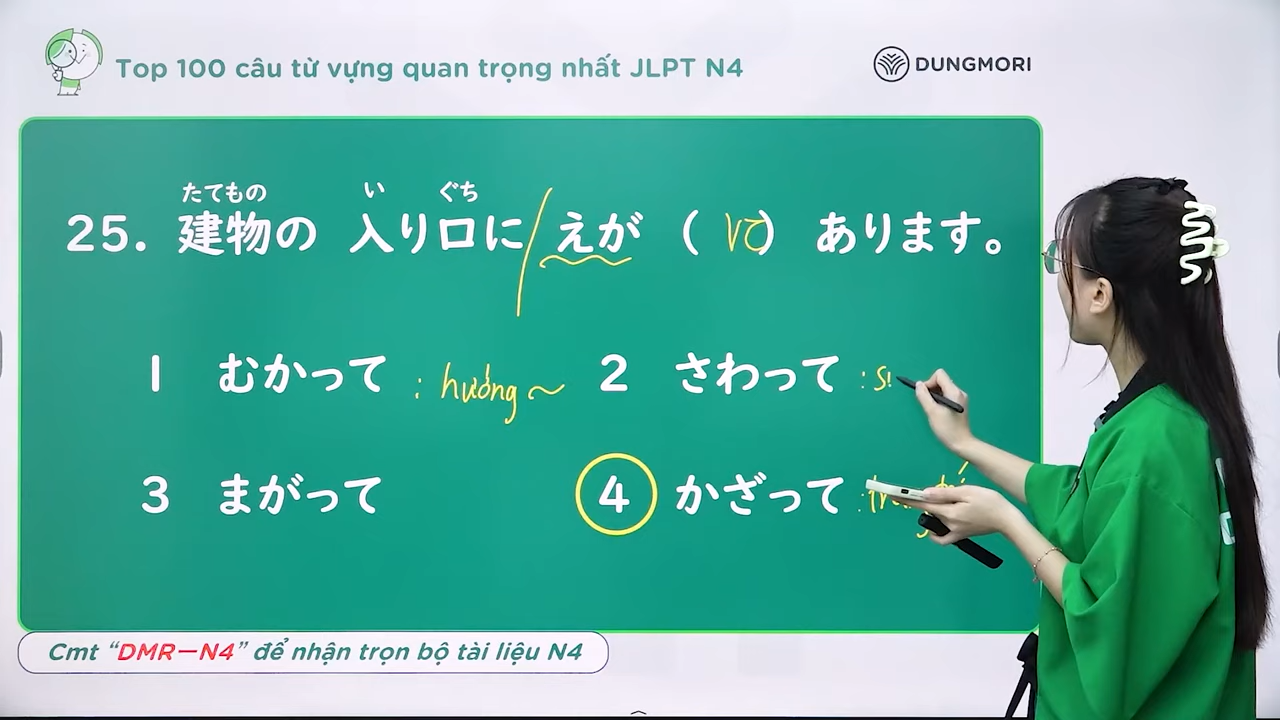 Top 100 câu từ vựng quan trọng nhất JLPT N4
DUNGMORI
たてもの い ぐち
25. 建物の 入り口に / えが ( Vて ) あります。
1 むかって : hướng ~ 2 さわって :
3 まがって 4 かざって :
Cmt “DMR－N4” để nhận trọn bộ tài liệu N4